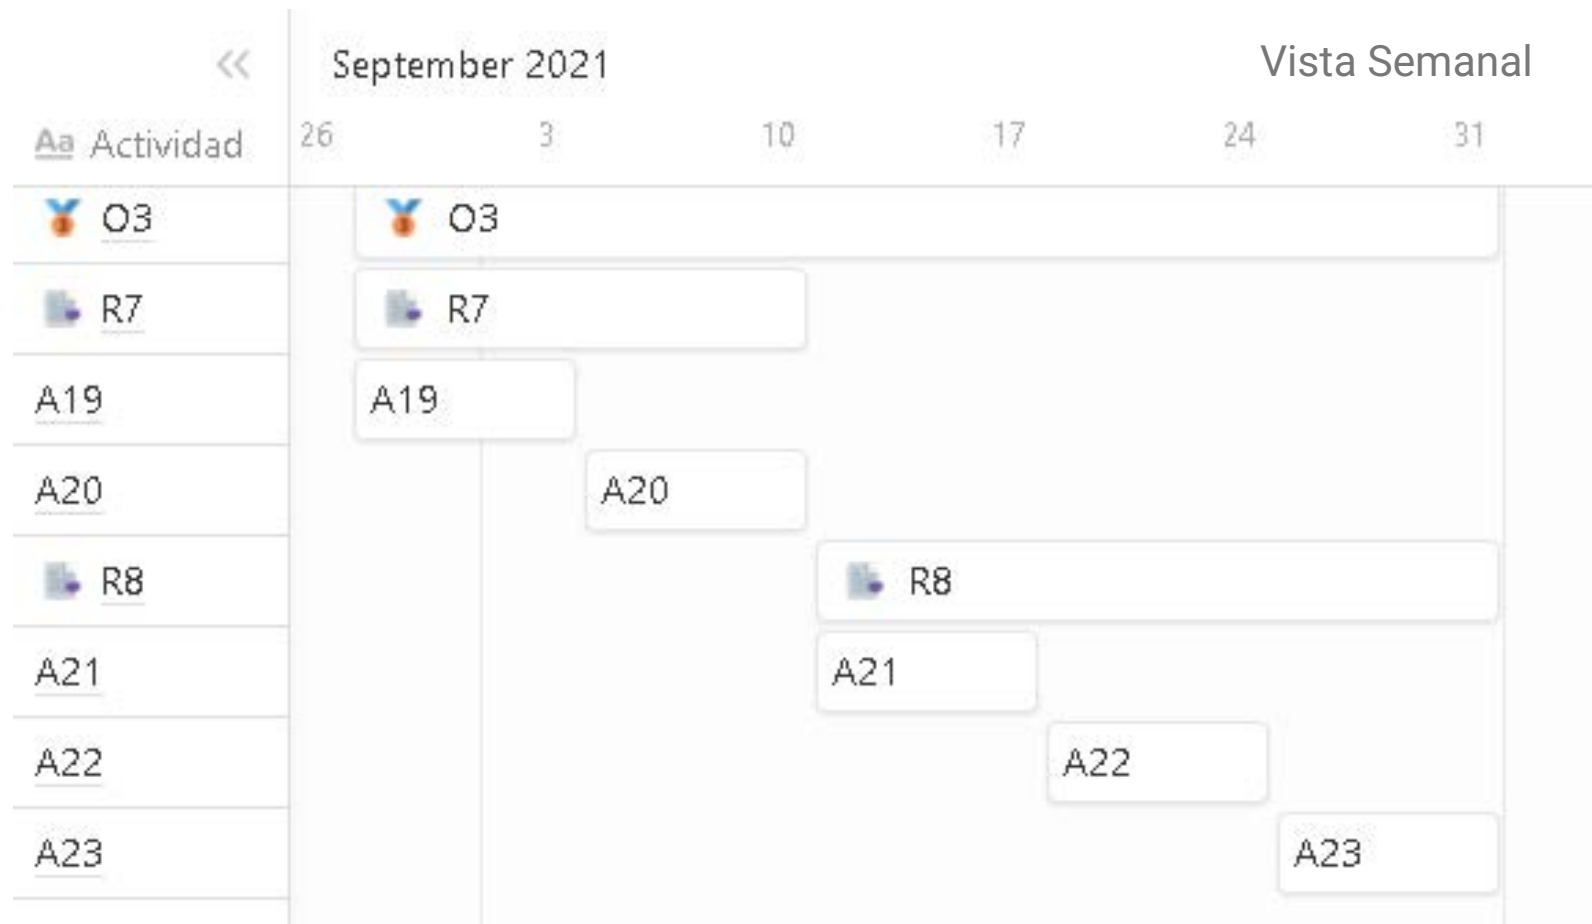 September 2021 Vista Semanal
Aa Actividad 26 3 10 17 24 31
O3 O3
R7 R7
A19 A19
A20 A20
R8 R8
A21 A21
A22 A22
A23 A23